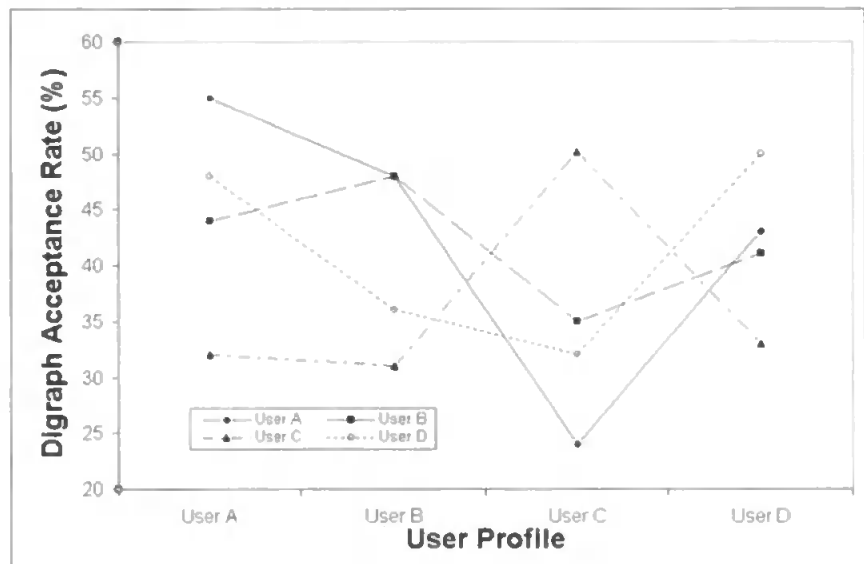 60
55
50
45
40
35
30
25
20
Digraph Acceptance Rate (%)
User A User B
User C User D
User A User B User C User D
User Profile